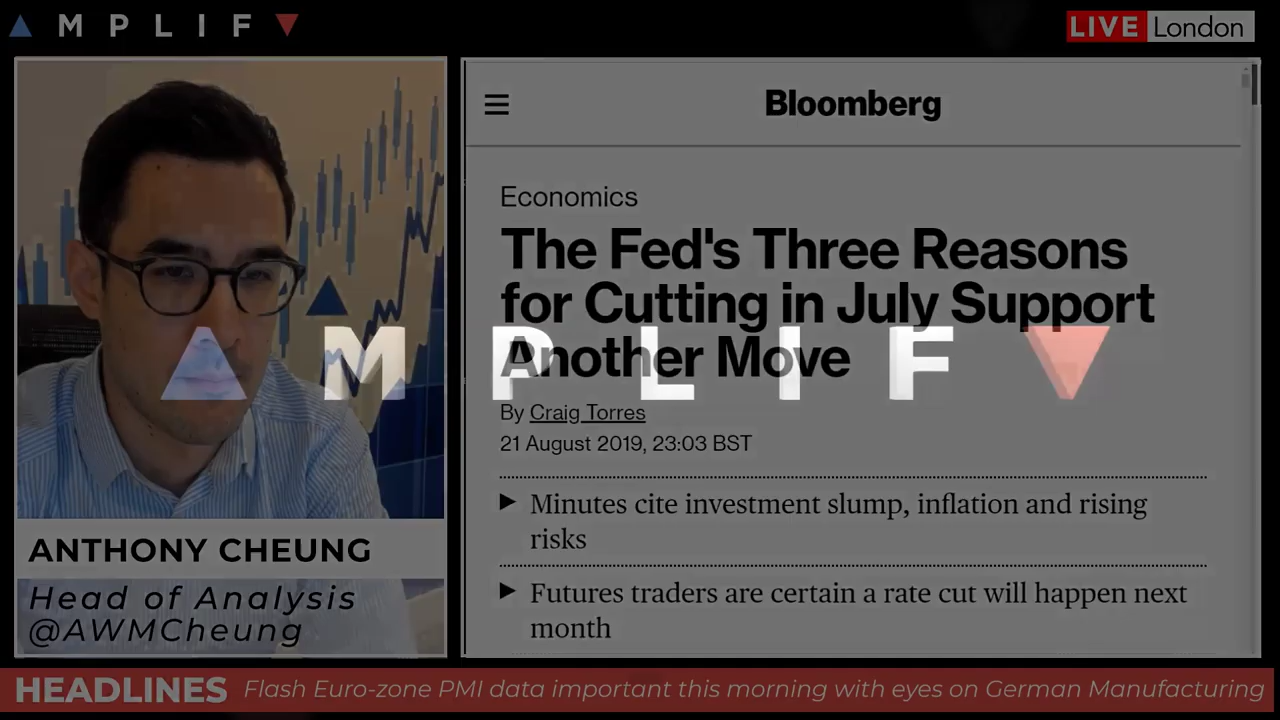 ▲ M P L I F ▼
LIVE London
Bloomberg
Economics
The Fed's Three Reasons
for Cutting in July Support
Another Move
▲ M P L I F ▼
By Craig Torres
21 August 2019, 23:03 BST
Minutes cite investment slump, inflation and rising
risks
Futures traders are certain a rate cut will happen next
month
ANTHONY CHEUNG
Head of Analysis
@AWMCheung
HEADLINES Flash Euro-zone PMI data important this morning with eyes on German Manufacturing